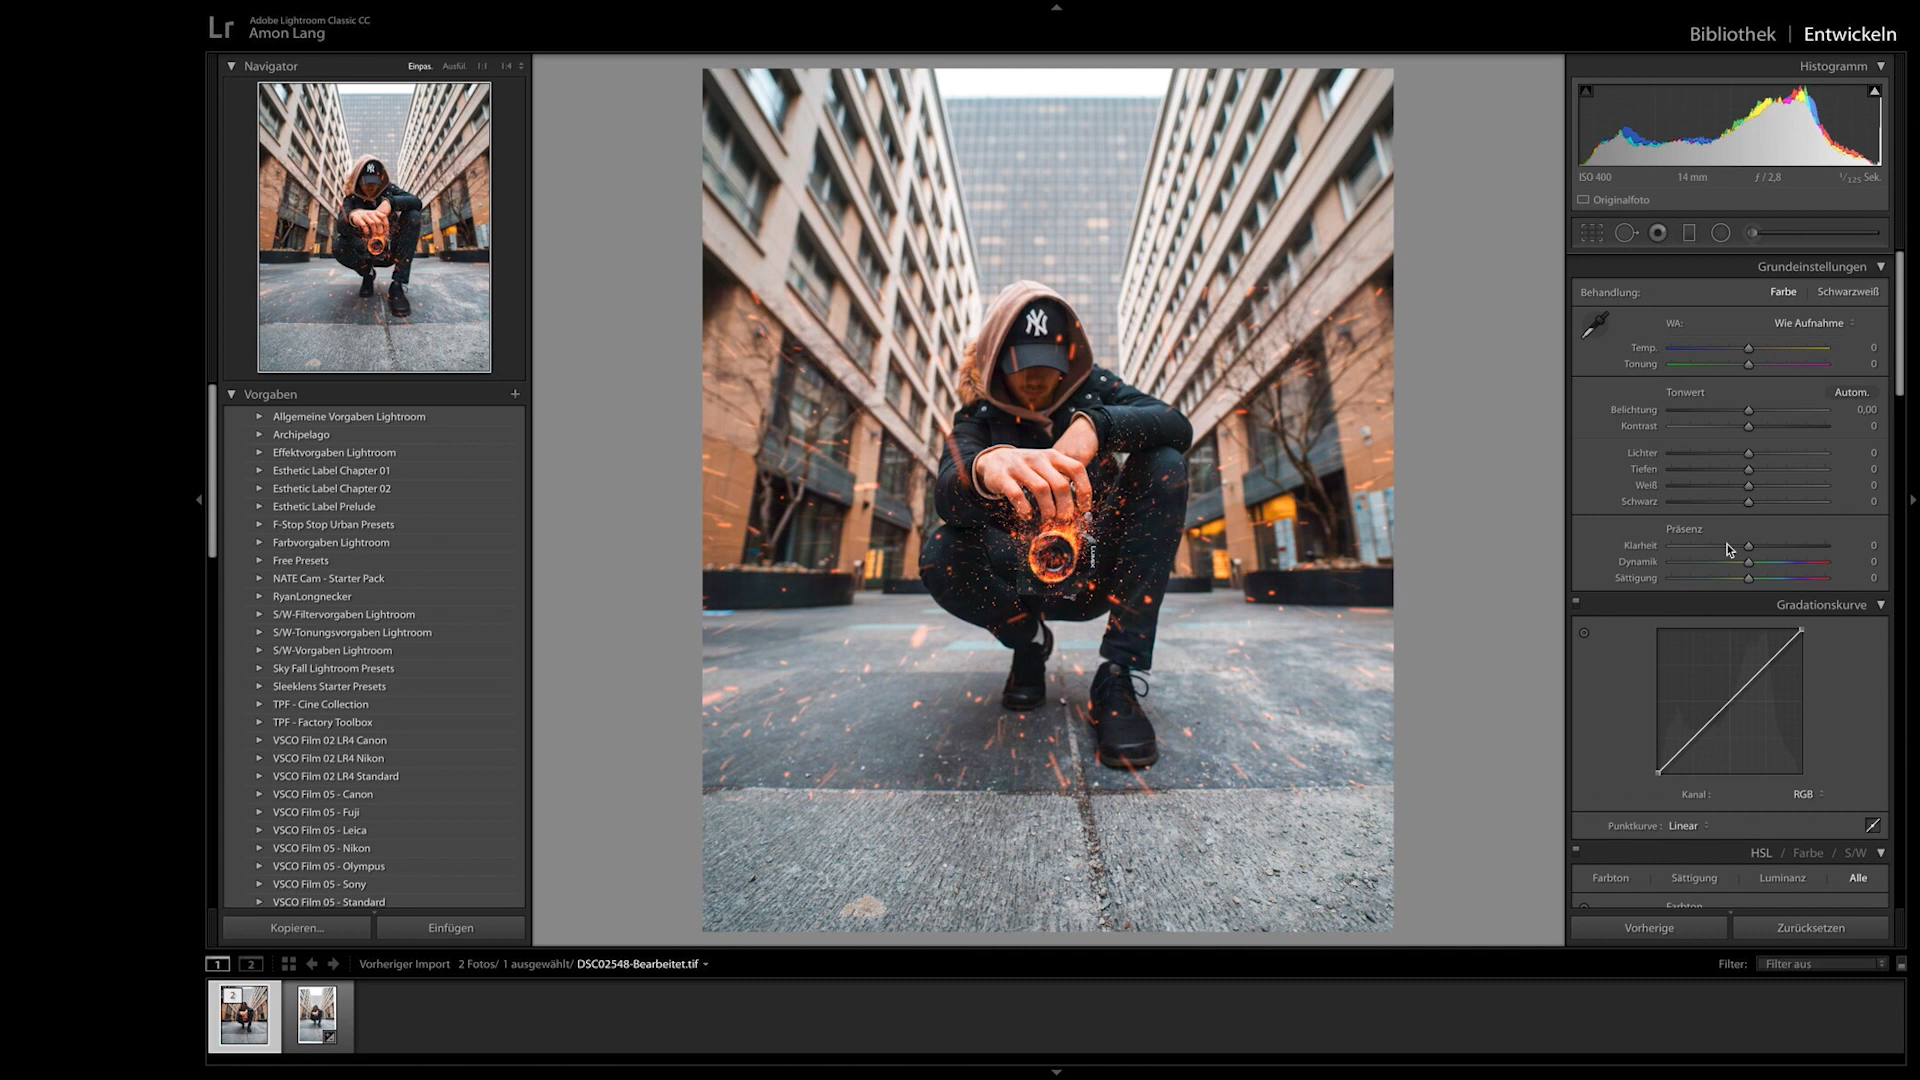 Lr
Adobe Lightroom Classic CC
Amon Lang
Bibliothek | Entwickeln
Navigator
Einpas. Ausfül. 1:1 1:4
Vorgaben +
Allgemeine Vorgaben Lightroom
Archipelago
Effektvorgaben Lightroom
Esthetic Label Chapter 01
Esthetic Label Chapter 02
Esthetic Label Prelude
F-Stop Stop Urban Presets
Farbvorgaben Lightroom
Free Presets
NATE Cam - Starter Pack
RyanLongnecker
S/W-Filtervorgaben Lightroom
S/W-Tonungsvorgaben Lightroom
S/W-Vorgaben Lightroom
Sky Fall Lightroom Presets
Sleeklens Starter Presets
TPF - Cine Collection
TPF - Factory Toolbox
VSCO Film 02 LR4 Canon
VSCO Film 02 LR4 Nikon
VSCO Film 02 LR4 Standard
VSCO Film 05 - Canon
VSCO Film 05 - Fuji
VSCO Film 05 - Leica
VSCO Film 05 - Nikon
VSCO Film 05 - Olympus
VSCO Film 05 - Sony
VSCO Film 05 - Standard
Kopieren... Einfügen
NY
LUMIX
Histogramm
ISO 400 14 mm ƒ / 2,8 1/125 Sek.
Originalfoto
Grundeinstellungen
Behandlung: Farbe | Schwarzweiß
WA: Wie Aufnahme
Temp. 0
Tonung 0
Tonwert Autom.
Belichtung 0,00
Kontrast 0
Lichter 0
Tiefen 0
Weiß 0
Schwarz 0
Präsenz
Klarheit 0
Dynamik 0
Sättigung 0
Gradationskurve
Kanal : RGB
Punktkurve : Linear
HSL / Farbe / S/W
Farbton | Sättigung | Luminanz | Alle
Farbton
Vorherige Zurücksetzen
1 2 Vorheriger Import 2 Fotos/ 1 ausgewählt/ DSC02548-Bearbeitet.tif
Filter: Filter aus
2